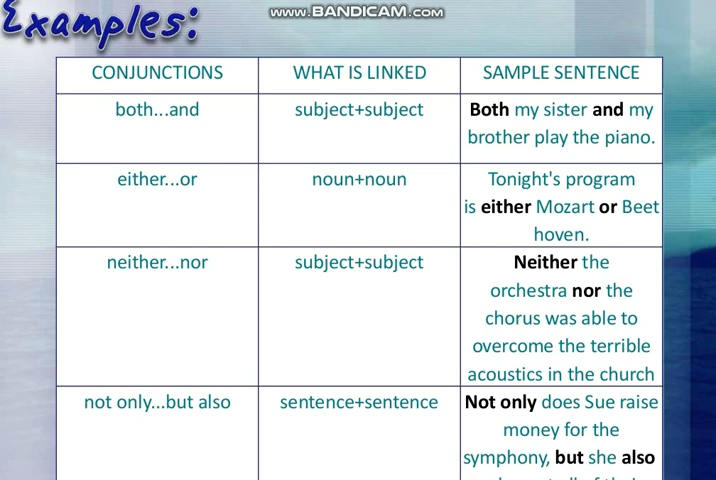 www.BANDICAM.com
Examples:
CONJUNCTIONS
WHAT IS LINKED
SAMPLE SENTENCE
both...and
subject+subject
Both my sister and my
brother play the piano.
either...or
noun+noun
Tonight's program
is either Mozart or Beet
hoven.
neither...nor
subject+subject
Neither the
orchestra nor the
chorus was able to
overcome the terrible
acoustics in the church
not only...but also
sentence+sentence
Not only does Sue raise
money for the
symphony, but she also